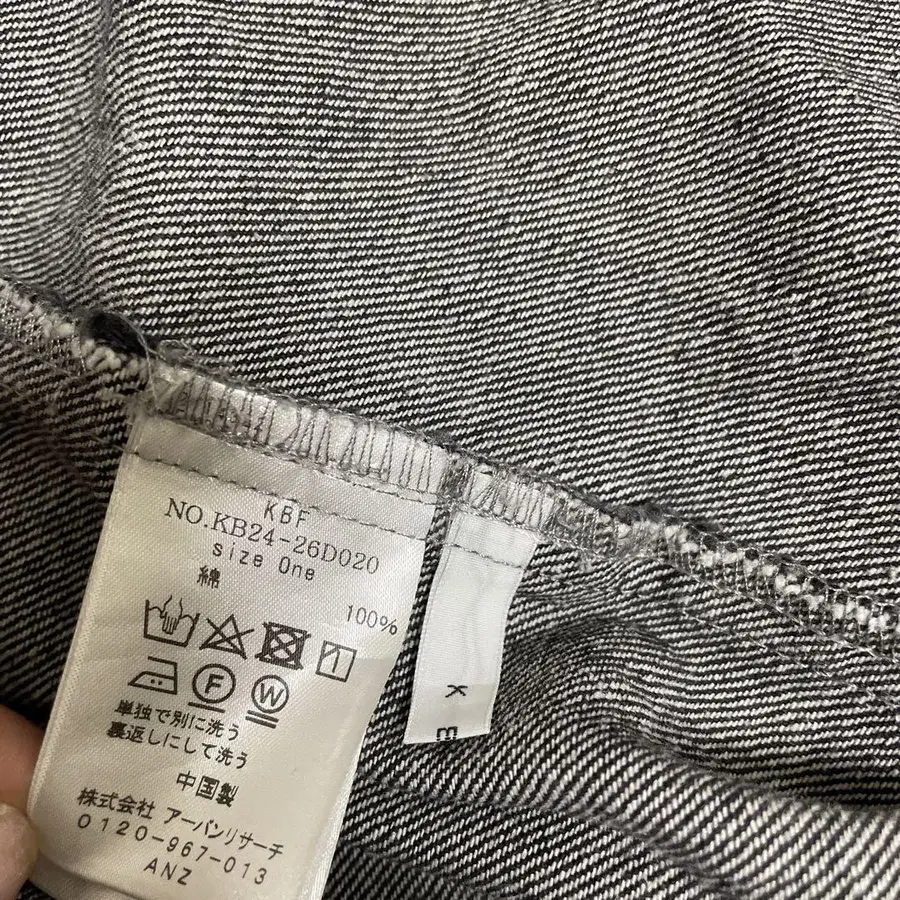 KBF
NO.KB24-26D020
size One
綿
100%
F W
単独で別に洗う
裏返しにして洗う
中国製
株式会社 アーバンリサーチ
0120-967-013
ANZ
K